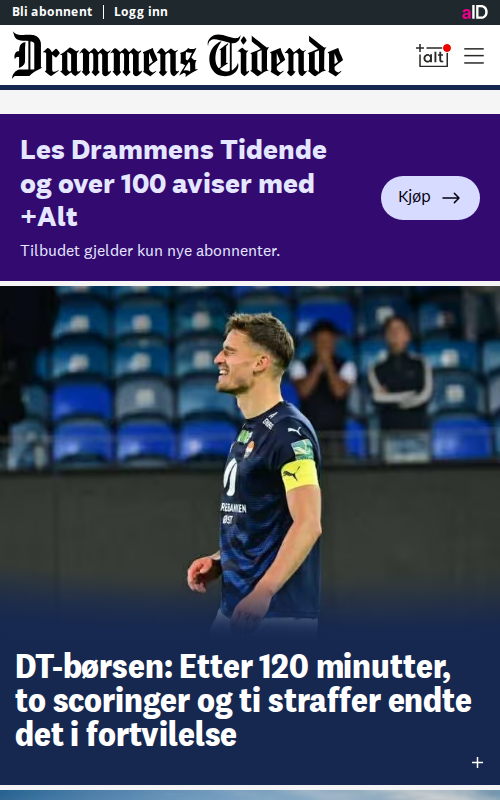 Bli abonnent
Logg inn
aID
Drammens Tidende
+alt
Les Drammens Tidende
og over 100 aviser med
+Alt
Tilbudet gjelder kun nye abonnenter.
Kjøp
DT-børsen: Etter 120 minutter,
to scoringer og ti straffer endte
det i fortvilelse